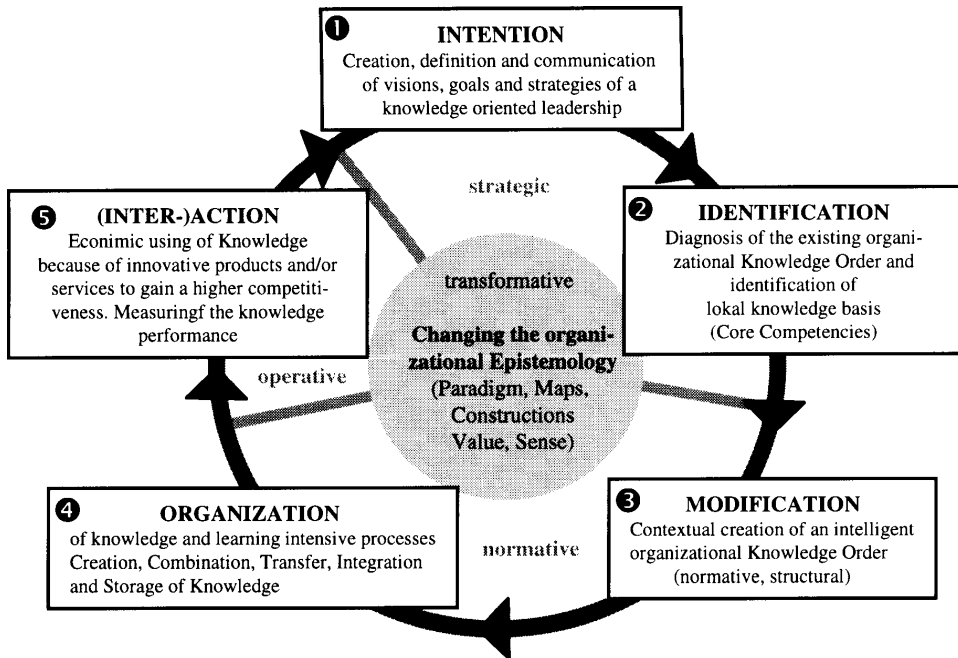 ❶ INTENTION
Creation, definition and communication
of visions, goals and strategies of a
knowledge oriented leadership
strategic
❷ IDENTIFICATION
Diagnosis of the existing organi-
zational Knowledge Order and
identification of
lokal knowledge basis
(Core Competencies)
❺ (INTER-)ACTION
Econimic using of Knowledge
because of innovative products and/or
services to gain a higher competiti-
veness. Measuringf the knowledge
performance
transformative
Changing the organi-
zational Epistemology
(Paradigm, Maps,
Constructions
Value, Sense)
operative
❸ MODIFICATION
Contextual creation of an intelligent
organizational Knowledge Order
(normative, structural)
❹ ORGANIZATION
of knowledge and learning intensive processes
Creation, Combination, Transfer, Integration
and Storage of Knowledge
normative